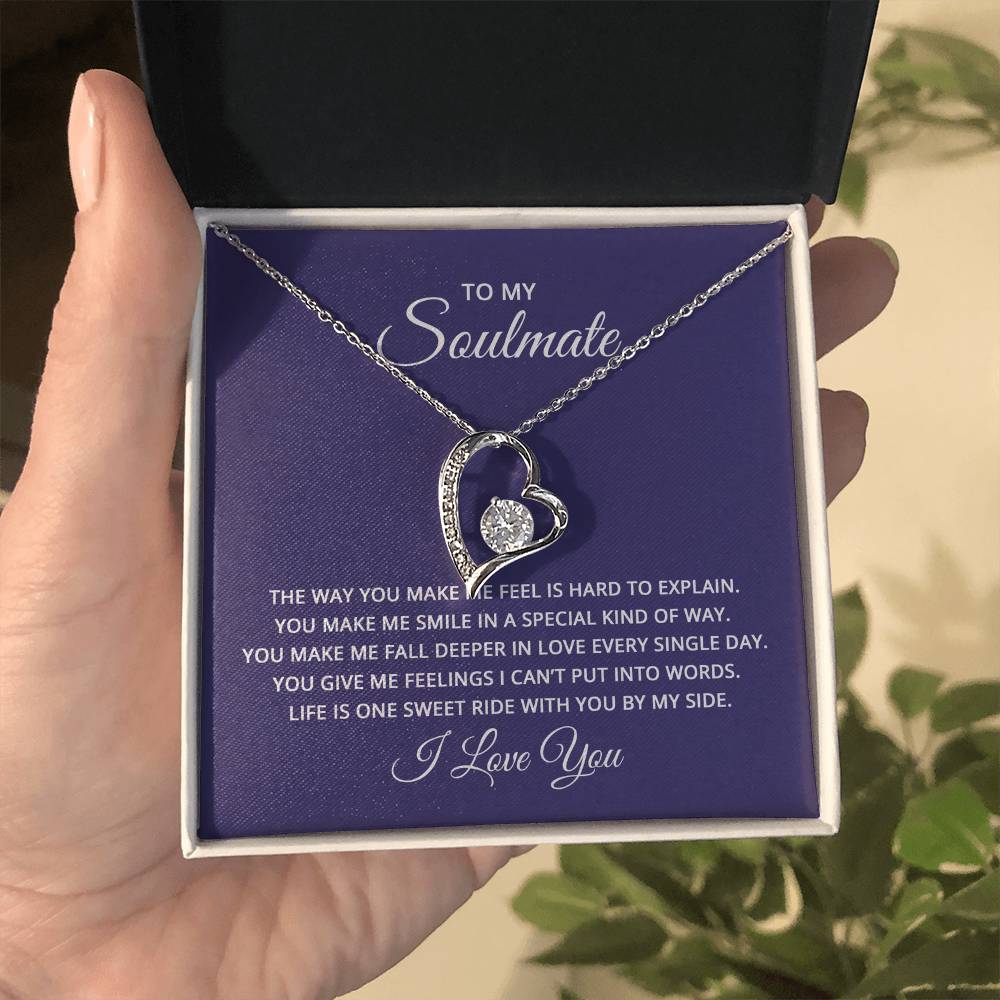 TO MY
Soulmate
THE WAY YOU MAKE ME FEEL IS HARD TO EXPLAIN.
YOU MAKE ME SMILE IN A SPECIAL KIND OF WAY.
YOU MAKE ME FALL DEEPER IN LOVE EVERY SINGLE DAY.
YOU GIVE ME FEELINGS I CAN'T PUT INTO WORDS.
LIFE IS ONE SWEET RIDE WITH YOU BY MY SIDE.
I Love You